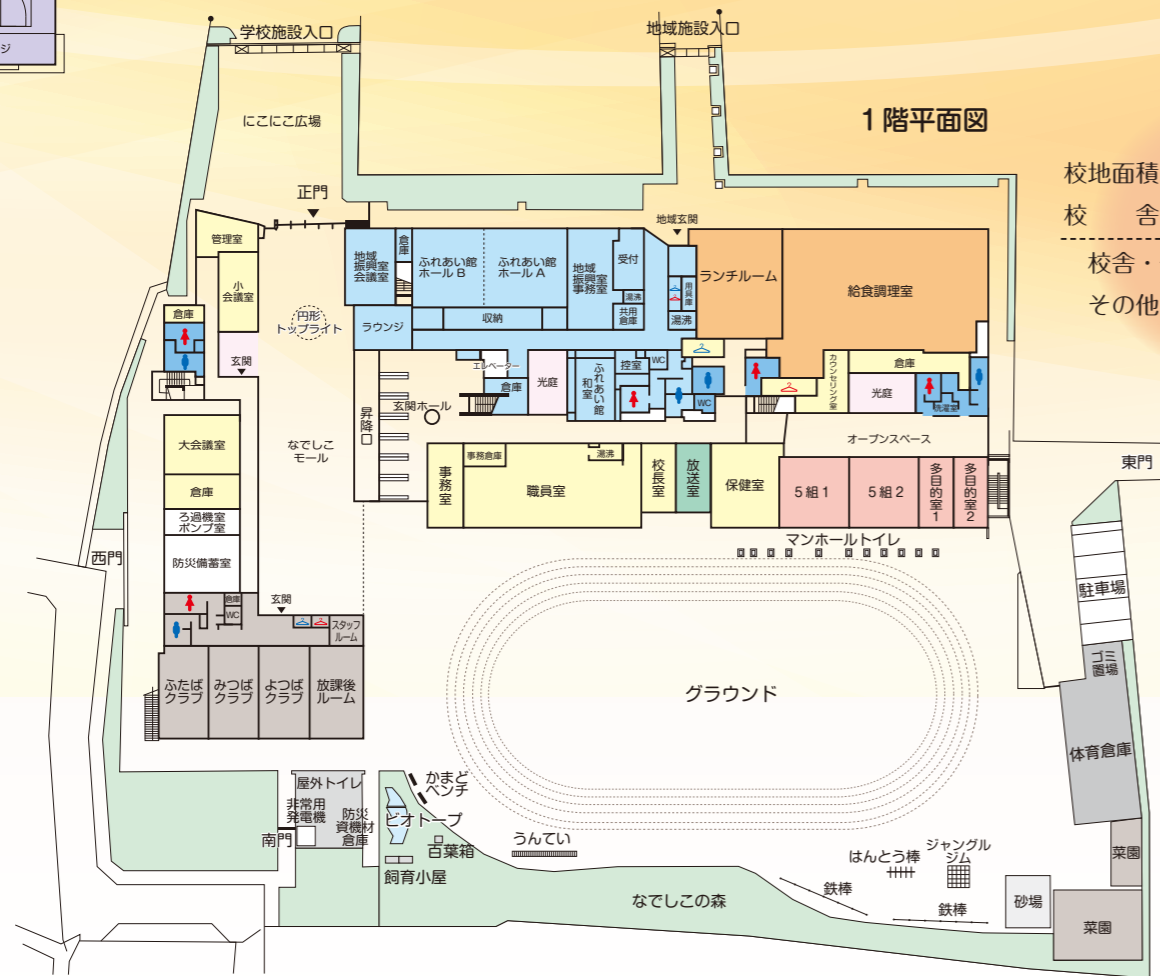 ジ
学校施設入口
地域施設入口
1階平面図
にこにこ広場
校地面積
校　　舎
校舎・
その他
正門
地域玄関
管理室
小
会議室
倉庫
玄関
円形
トップライト
地域
振興室
会議室
倉庫
ふれあい館
ホールB
ふれあい館
ホールA
地域
振興室
事務室
受付
湯沸
共用
倉庫
用具庫
湯沸
ランチルーム
給食調理室
ラウンジ
収納
エレベーター
倉庫
光庭
ふれあい館
和室
控室
WC
WC
カウンセリング室
倉庫
光庭
洗濯室
玄関ホール
昇降口
オープンスペース
大会議室
なでしこ
モール
倉庫
ろ過機室
ポンプ室
防災備蓄室
事務室
事務倉庫
職員室
湯沸
校長室
放送室
保健室
5組1
5組2
多目的室1
多目的室2
東門
マンホールトイレ
西門
倉庫
WC
玄関
スタッフ
ルーム
ふたば
クラブ
みつば
クラブ
よつば
クラブ
放課後
ルーム
グラウンド
駐車場
ゴミ
置場
体育倉庫
屋外トイレ
非常用
発電機
防災
資機材
倉庫
南門
かまど
ベンチ
ビオトープ
百葉箱
飼育小屋
うんてい
なでしこの森
はんとう棒
ジャングル
ジム
鉄棒
鉄棒
砂場
菜園
菜園